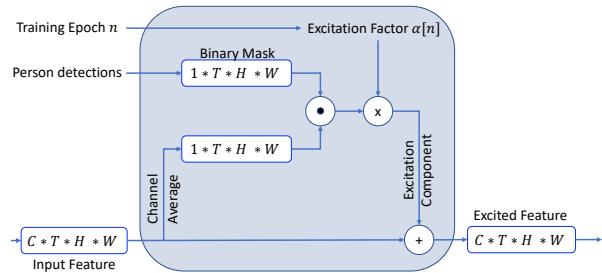 Training Epoch n
Excitation Factor α[n]
Binary Mask
Person detections
1 * T * H * W
•
x
1 * T * H * W
Channel
Average
Excitation
Component
Excited Feature
C * T * H * W
+
C * T * H * W
Input Feature